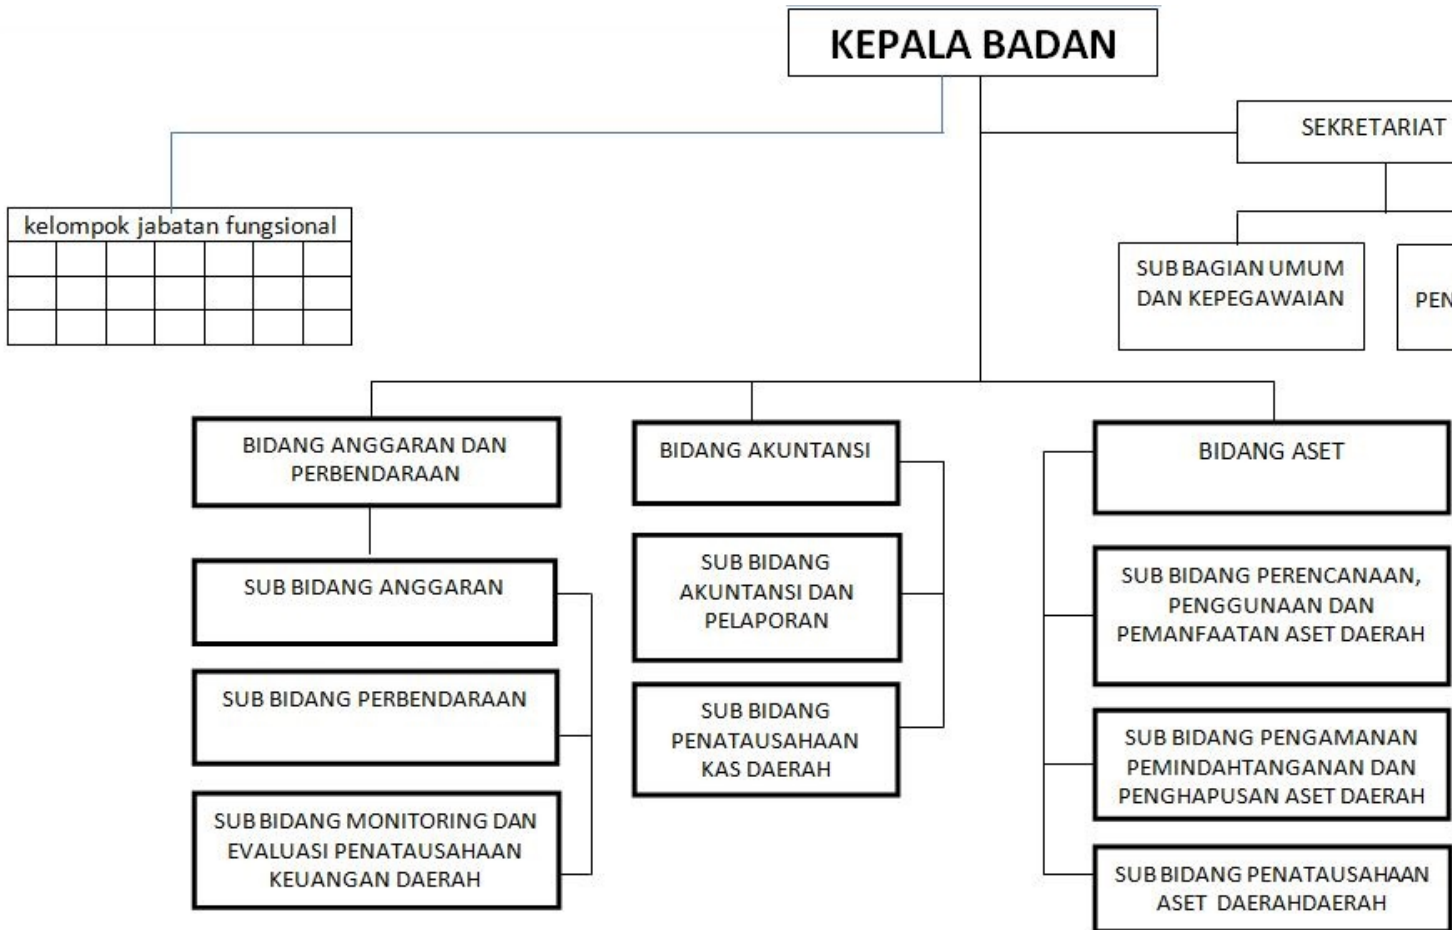 KEPALA BADAN
SEKRETARIAT
kelompok jabatan fungsional
SUB BAGIAN UMUM
DAN KEPEGAWAIAN
BIDANG ANGGARAN DAN
PERBENDARAAN
SUB BIDANG ANGGARAN
SUB BIDANG PERBENDARAAN
SUB BIDANG MONITORING DAN
EVALUASI PENATAUSAHAAN
KEUANGAN DAERAH
BIDANG AKUNTANSI
SUB BIDANG
AKUNTANSI DAN
PELAPORAN
SUB BIDANG
PENATAUSAHAAN
KAS DAERAH
BIDANG ASET
SUB BIDANG PERENCANAAN,
PENGGUNAAN DAN
PEMANFAATAN ASET DAERAH
SUB BIDANG PENGAMANAN
PEMINDAHTANGANAN DAN
PENGHAPUSAN ASET DAERAH
SUB BIDANG PENATAUSAHAAN
ASET DAERAHDAERAH